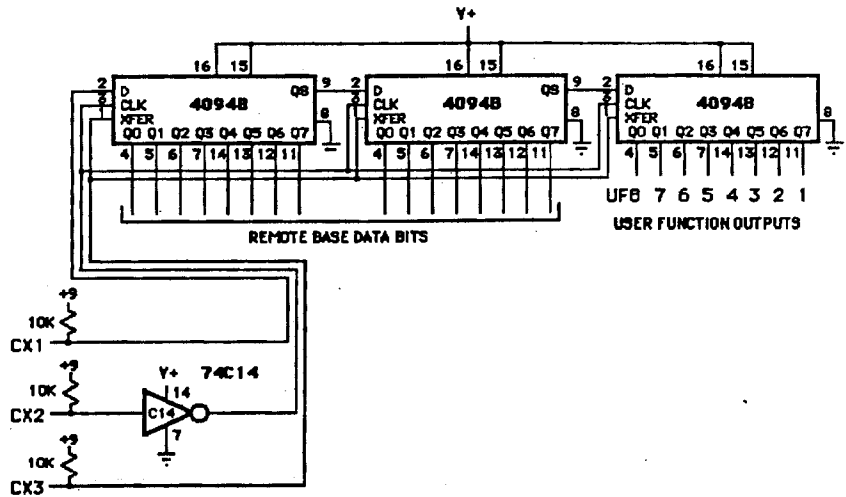 V+
16 15 16 15 16 15
2 D QS 9 2 D QS 9 2 D
3 CLK 4094B CLK 4094B CLK 4094B
1 XFER 8 XFER 8 XFER 8
Q0 Q1 Q2 Q3 Q4 Q5 Q6 Q7 Q0 Q1 Q2 Q3 Q4 Q5 Q6 Q7 Q0 Q1 Q2 Q3 Q4 Q5 Q6 Q7
4 5 6 7 14 13 12 11 4 5 6 7 14 13 12 11 4 5 6 7 14 13 12 11
UF8 7 6 5 4 3 2 1
REMOTE BASE DATA BITS
USER FUNCTION OUTPUTS
+9
10K
CX1
+9
V+ 74C14
10K
14
CX2
C14
7
+9
10K
CX3